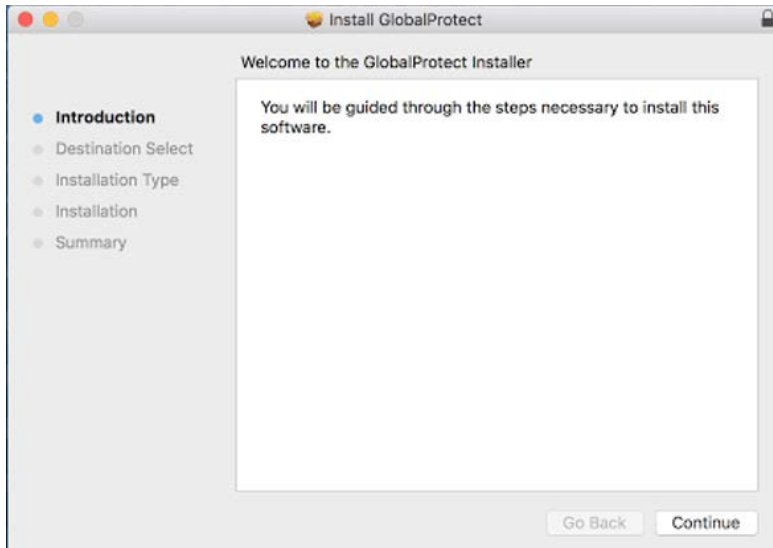 Install GlobalProtect
Welcome to the GlobalProtect Installer
Introduction
Destination Select
Installation Type
Installation
Summary
You will be guided through the steps necessary to install this
software.
Go Back
Continue